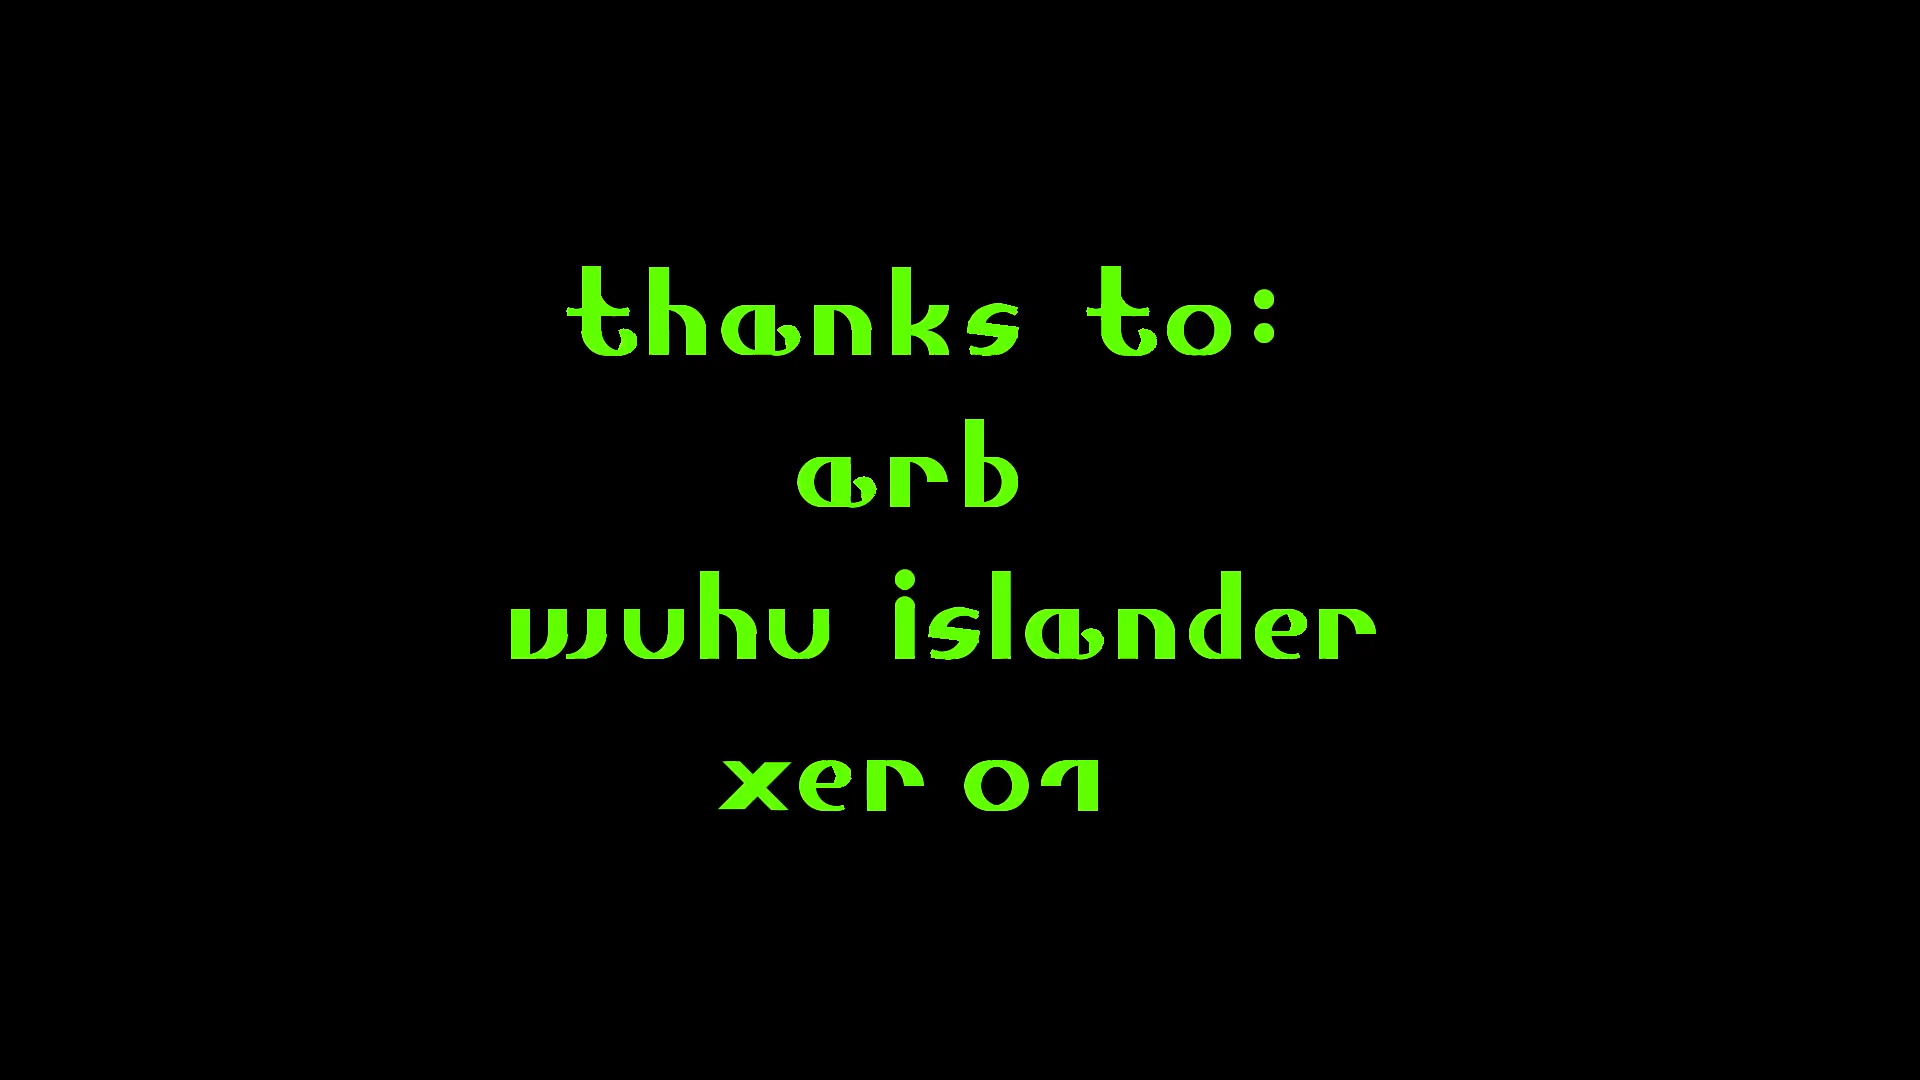 thanks to:
arb
wuhu islander
xer 01